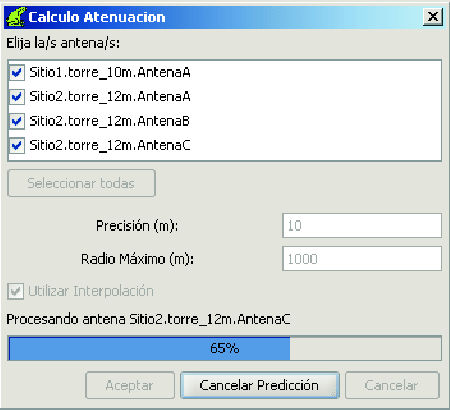 Calculo Atenuacion
Elija la/s antena/s:
Sitio1.torre_10m.AntenaA
Sitio2.torre_12m.AntenaA
Sitio2.torre_12m.AntenaB
Sitio2.torre_12m.AntenaC
Seleccionar todas
Precisión (m): 10
Radio Máximo (m): 1000
Utilizar Interpolación
Procesando antena Sitio2.torre_12m.AntenaC
65%
Aceptar Cancelar Predicción Cancelar